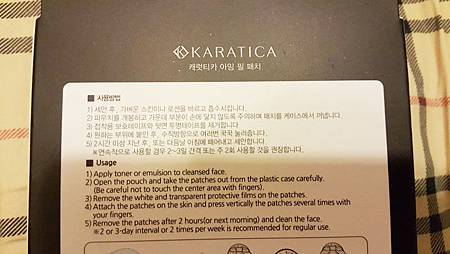 KARATICA
캐럿티카 아밍 필 패치
■ 사용방법
1) 세안 후, 가벼운 스킨이나 로션을 바르고 흡수시킵니다.
2) 파우치를 개봉하고 가운데 부분이 손에 닿지 않도록 주의하며 패치를 케이스에서 꺼냅니다.
3) 접착용 보호테이프와 뒷면 투명테이프를 제거합니다
4) 원하는 부위에 붙인 후, 수직방향으로 여러번 꾹꾹 눌러줍니다.
5) 2시간 이상 지난 후, 또는 다음날 아침에 떼어내고 세안합니다.
※연속적으로 사용할 경우 2~3일 간격 또는 주 2회 사용할 것을 권장합니다.
■ Usage
1) Apply toner or emulsion to cleansed face.
2) Open the pouch and take the patches out from the plastic case carefully.
(Be careful not to touch the center area with fingers).
3) Remove the white and transparent protective films on the patches.
4) Attach the patches on the skin and press vertically the patches several times with
your fingers.
5) Remove the patches after 2 hours(or next morning) and clean the face.
※2 or 3-day interval or 2 times per week is recommended for regular use.